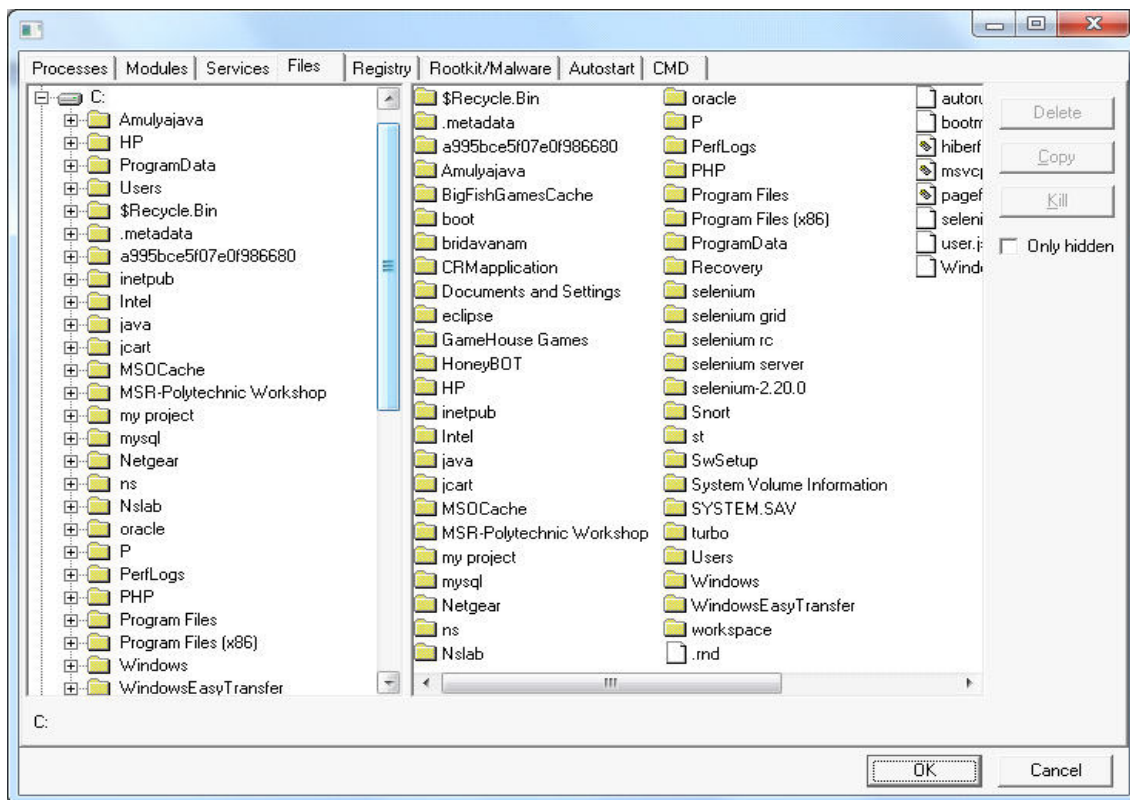 Processes Modules Services Files Registry Rootkit/Malware Autostart CMD
C:
Amulyajava
HP
ProgramData
Users
$Recycle.Bin
.metadata
a995bce5f07e0f986680
inetpub
Intel
java
jcart
MSOCache
MSR-Polytechnic Workshop
my project
mysql
Netgear
ns
Nslab
oracle
P
PerfLogs
PHP
Program Files
Program Files (x86)
Windows
WindowsEasyTransfer
$Recycle.Bin
.metadata
a995bce5f07e0f986680
Amulyajava
BigFishGamesCache
boot
bridavanam
CRMapplication
Documents and Settings
eclipse
GameHouse Games
HoneyBOT
HP
inetpub
Intel
java
jcart
MSOCache
MSR-Polytechnic Workshop
my project
mysql
Netgear
ns
Nslab
oracle
P
PerfLogs
PHP
Program Files
Program Files (x86)
ProgramData
Recovery
selenium
selenium grid
selenium rc
selenium server
selenium-2.20.0
Snort
st
SwSetup
System Volume Information
SYSTEM.SAV
turbo
Users
Windows
WindowsEasyTransfer
workspace
.rnd
Delete
Copy
Kill
Only hidden
C:
OK Cancel